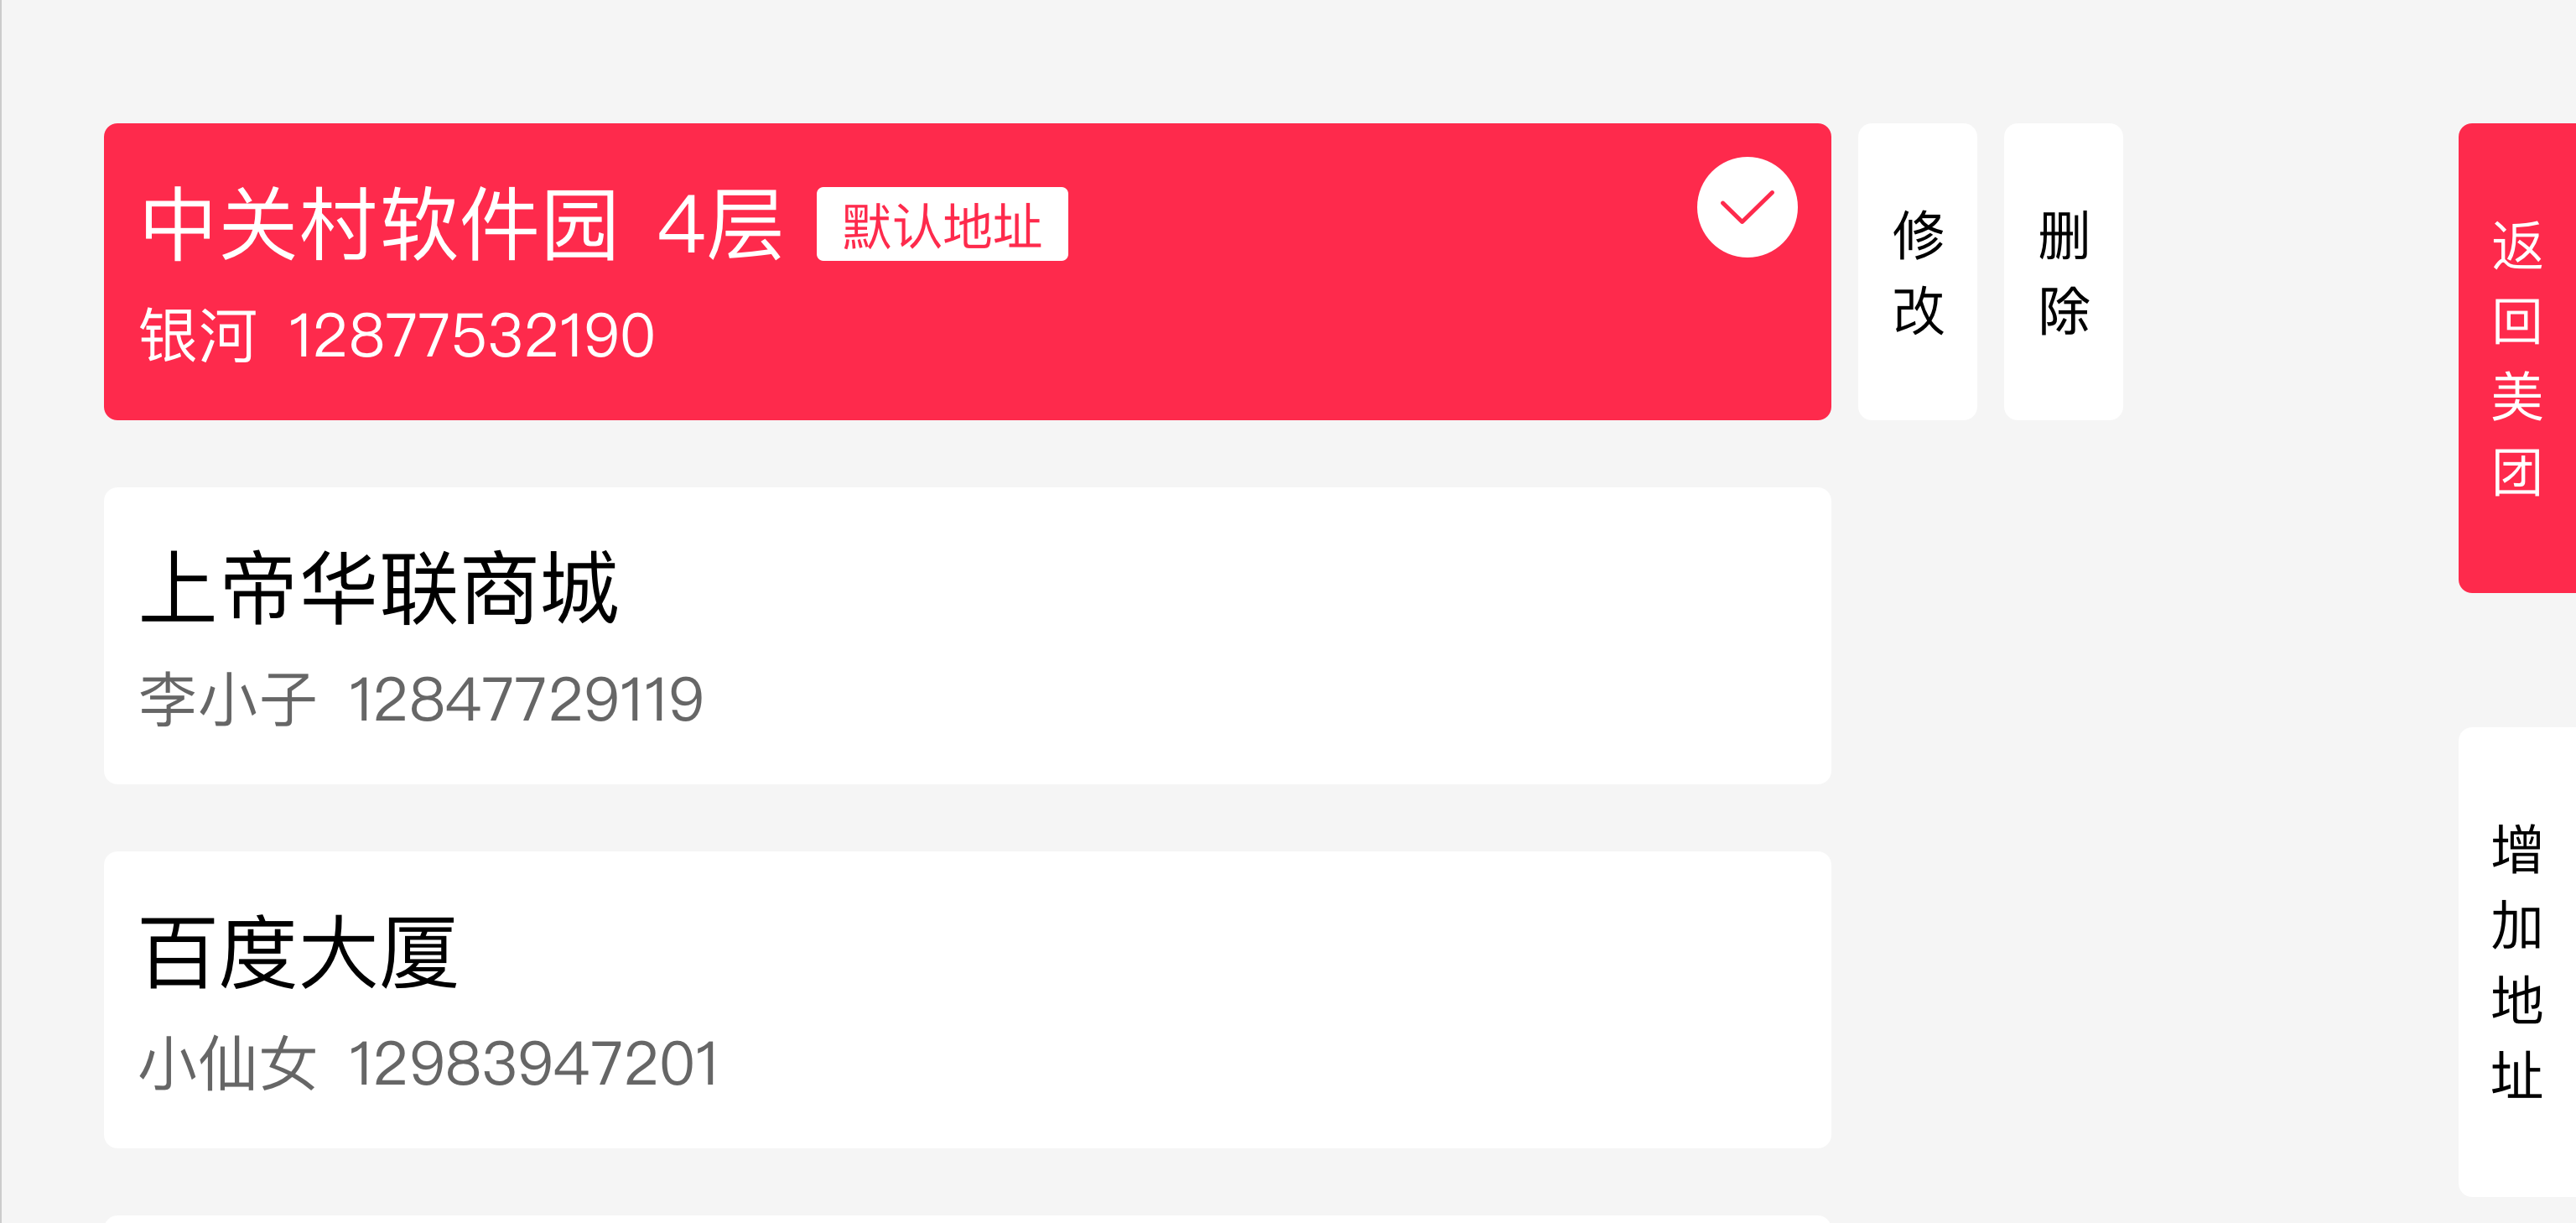 中关村软件园 4层 默认地址
银河 12877532190
修改
删除
上帝华联商城
李小子 12847729119
百度大厦
小仙女 12983947201
返回美团
增加地址